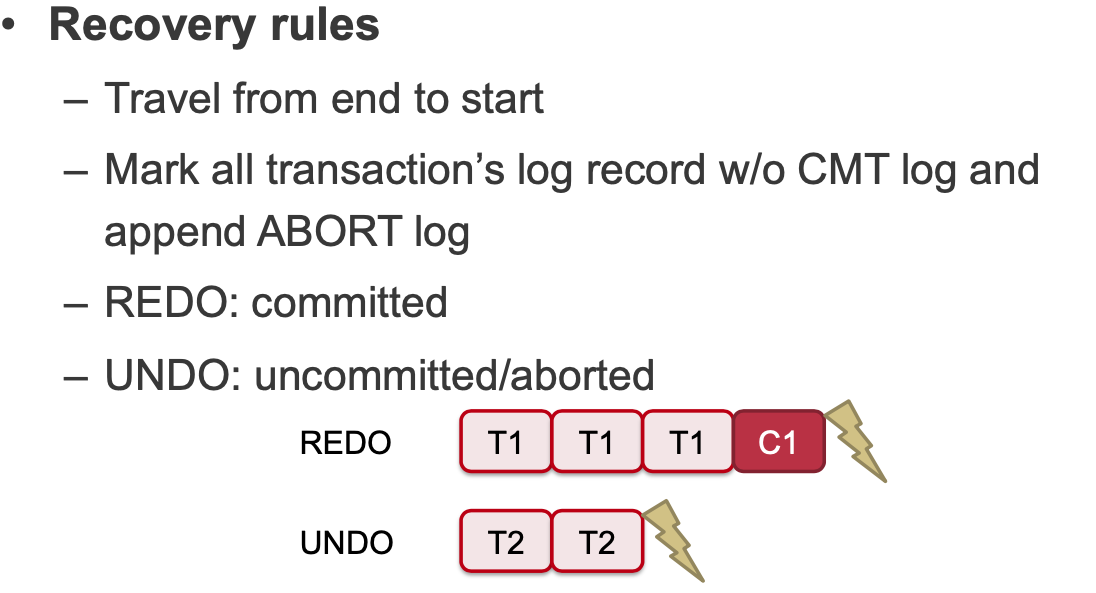 • Recovery rules
– Travel from end to start
– Mark all transaction’s log record w/o CMT log and
append ABORT log
– REDO: committed
– UNDO: uncommitted/aborted
REDO T1 T1 T1 C1
UNDO T2 T2